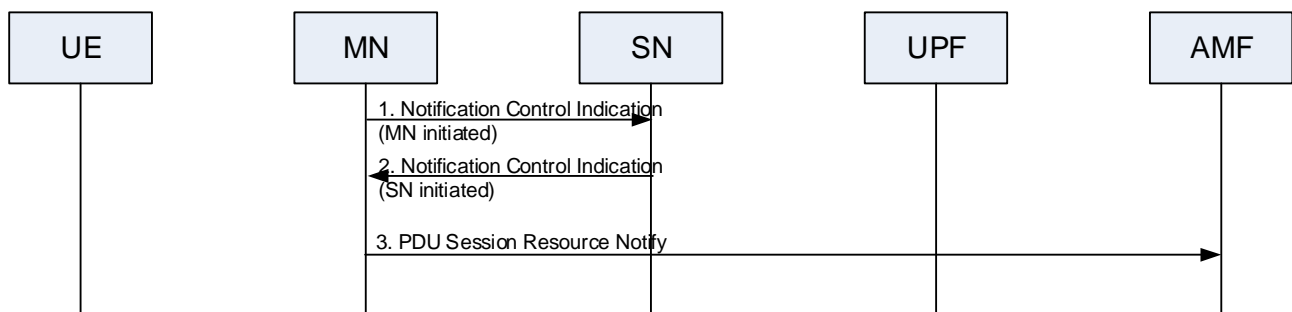 UE
MN
SN
UPF
AMF
1. Notification Control Indication
(MN initiated)
2. Notification Control Indication
(SN initiated)
3. PDU Session Resource Notify